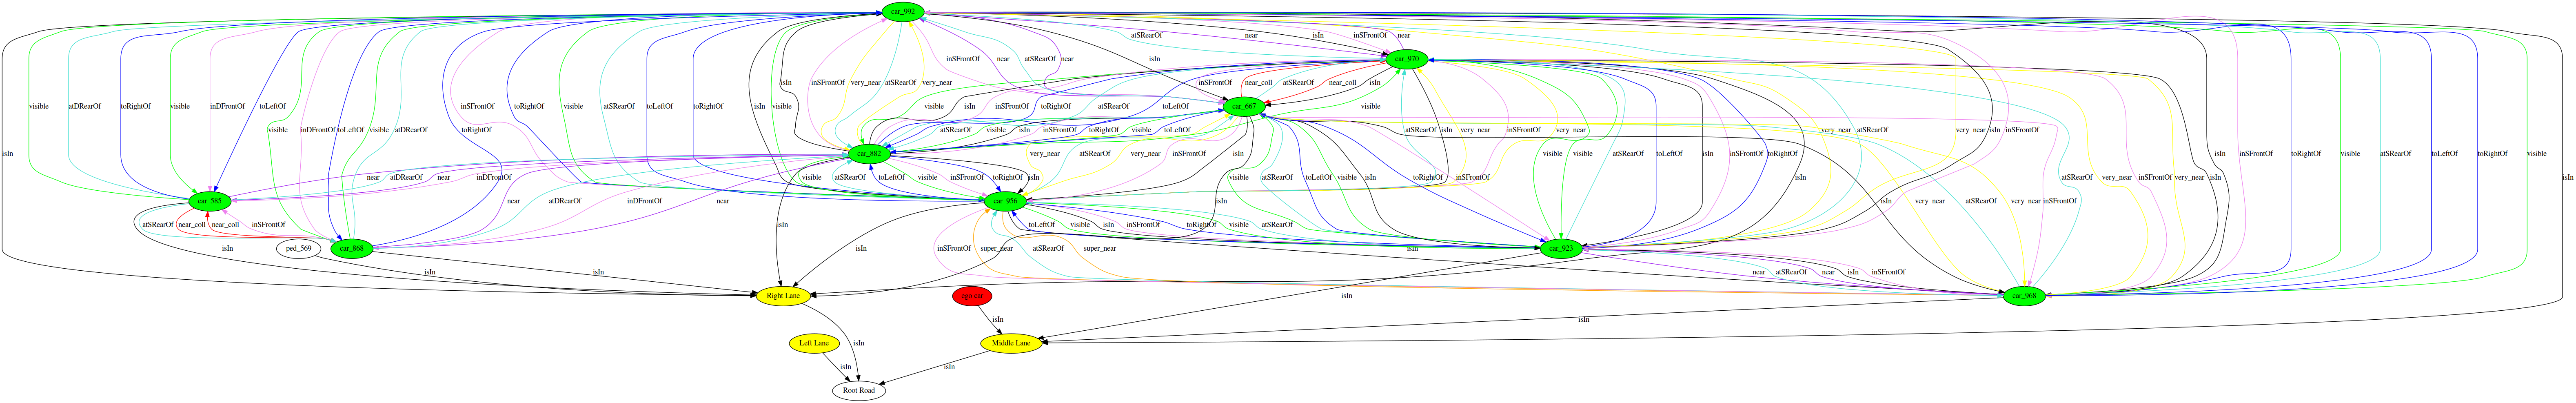 car_992
isIn inSFrontOf
atSRearOf near near
car_970
isIn visible atDRearOf toRightOf visible inDFrontOf toLeftOf visible inDFrontOf toLeftOf visible atDRearOf toRightOf inSFrontOf toRightOf visible atSRearOf toLeftOf toRightOf isIn visible isIn inSFrontOf very_near atSRearOf very_near inSFrontOf near atSRearOf near isIn
inSFrontOf near_coll atSRearOf near_coll isIn
car_667
visible isIn inSFrontOf toRightOf atSRearOf toLeftOf visible
atSRearOf visible isIn inSFrontOf toRightOf visible toLeftOf
atSRearOf isIn very_near inSFrontOf very_near
visible visible atSRearOf toLeftOf isIn inSFrontOf toRightOf atSRearOf very_near isIn inSFrontOf
very_near inSFrontOf isIn toRightOf visible atSRearOf toLeftOf toRightOf visible
car_882
very_near atSRearOf very_near inSFrontOf isIn
near atDRearOf near inDFrontOf
visible atSRearOf toLeftOf visible inSFrontOf toRightOf isIn
visible atSRearOf toLeftOf visible isIn toRightOf inSFrontOf
isIn very_near atSRearOf very_near inSFrontOf
car_585
near atDRearOf inDFrontOf near
car_956
atSRearOf near_coll near_coll inSFrontOf
isIn
toLeftOf visible isIn inSFrontOf toRightOf visible atSRearOf
isIn
ped_569
car_868
isIn
inSFrontOf super_near atSRearOf super_near
isIn
car_923
isIn
isIn
near atSRearOf near isIn inSFrontOf
Right Lane
ego car
isIn
car_968
isIn
isIn
Left Lane
Middle Lane
isIn
isIn
isIn
Root Road